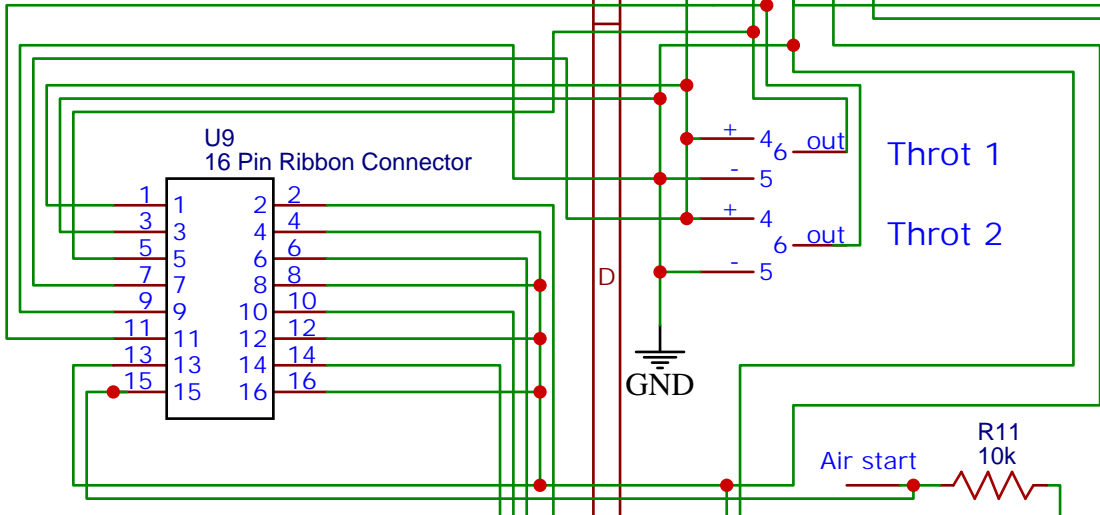 U9
16 Pin Ribbon Connector
1 1 2 2
3 3 4 4
5 5 6 6
7 7 8 8
9 9 10 10
11 11 12 12
13 13 14 14
15 15 16 16
D
+ 4
6 out
- 5
Throt 1
+ 4
6 out
- 5
Throt 2
GND
Air start
R11
10k